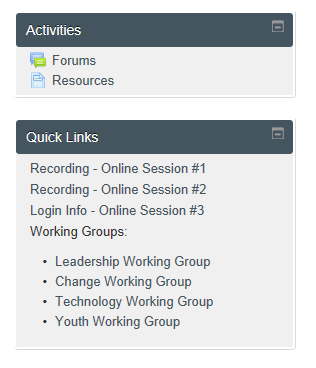 Activities
Forums
Resources
Quick Links
Recording - Online Session #1
Recording - Online Session #2
Login Info - Online Session #3
Working Groups:
• Leadership Working Group
• Change Working Group
• Technology Working Group
• Youth Working Group